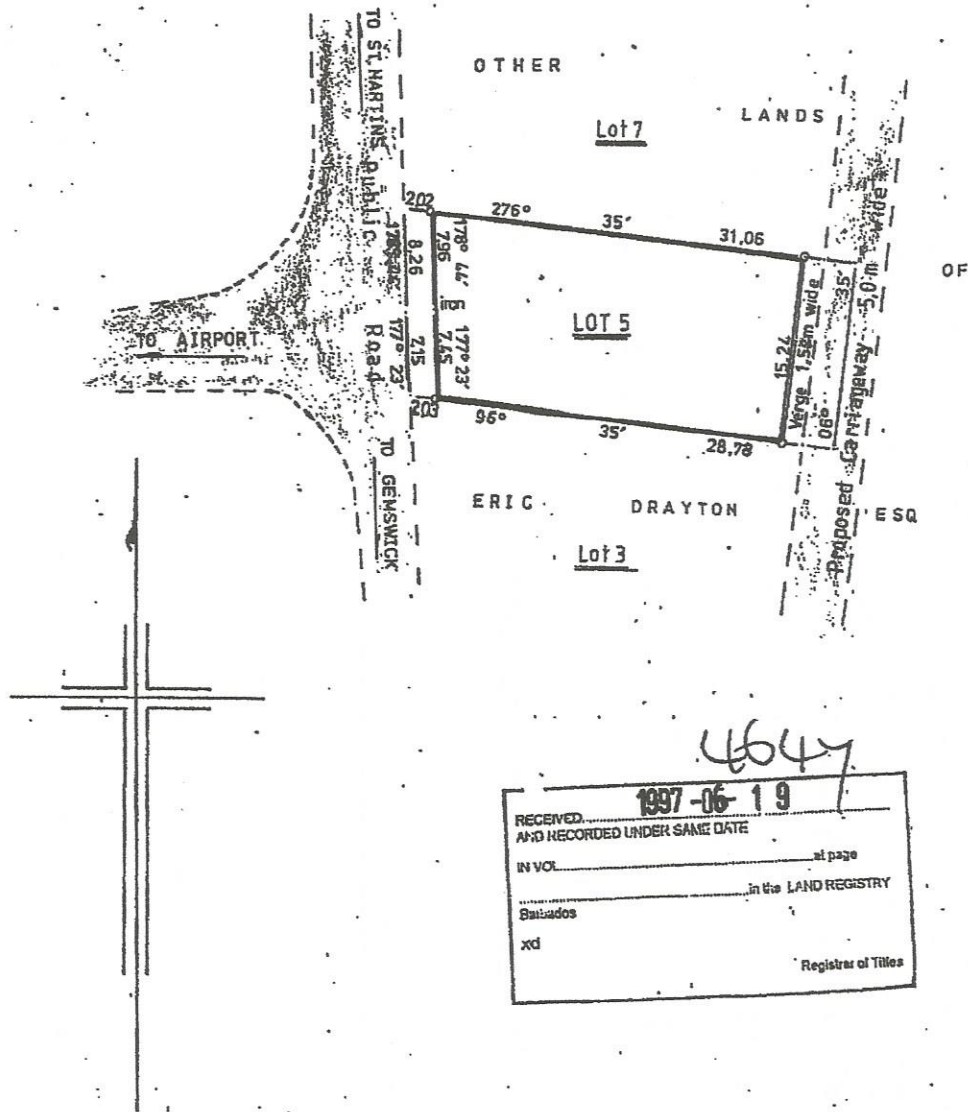 OTHER
LANDS
OF
Lot 7
TO ST. MARTINS
Public
Road
TO AIRPORT
TO GEMSWICK
202
276° 35′ 31,06
178° 44′
7,96
8,26
177° 23′
7,45
7,15
177° 23′
LOT 5
15,24
Verge 1,5m wide
06° 35′
Proposed Carriageway 5,0 m wide
203
96° 35′ 28,78
ERIC DRAYTON ESQ
Lot 3
4647
RECEIVED 1997-06-19
AND RECORDED UNDER SAME DATE
IN VOL at page
in the LAND REGISTRY
Barbados
xd
Registrar of Titles